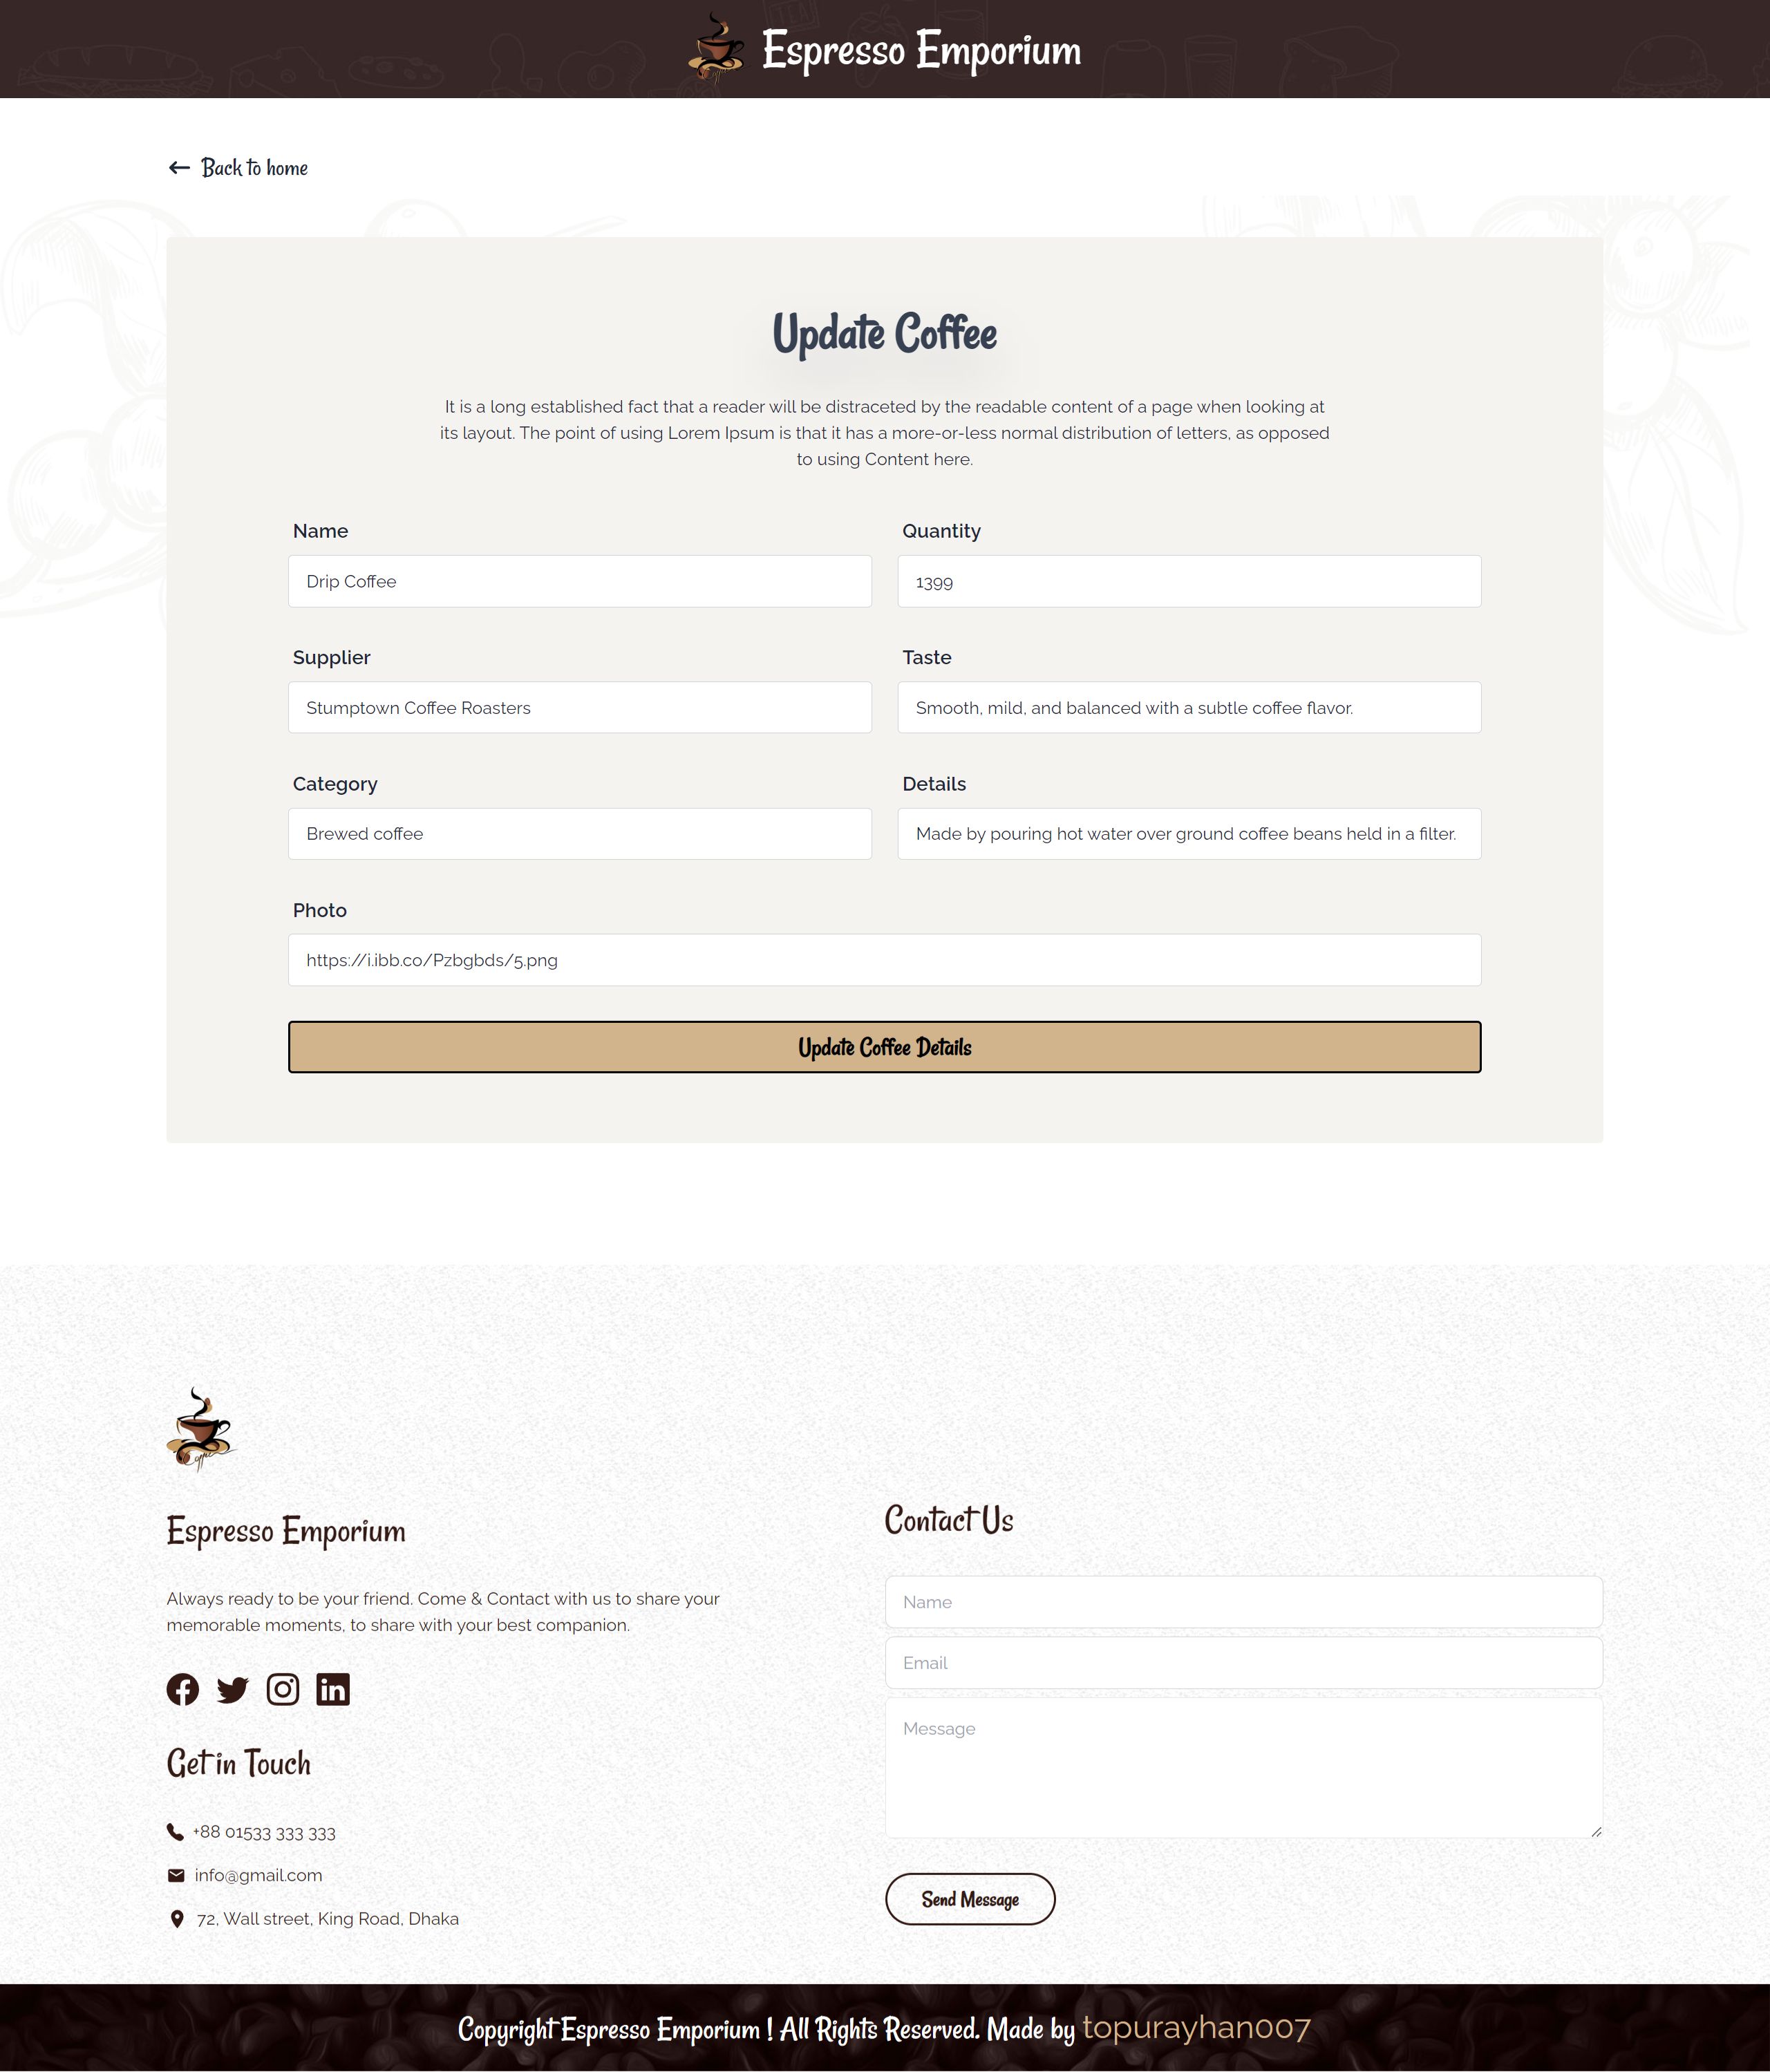 Espresso Emporium
Back to home
Update Coffee
It is a long established fact that a reader will be distraceted by the readable content of a page when looking at
its layout. The point of using Lorem Ipsum is that it has a more-or-less normal distribution of letters, as opposed
to using Content here.
Name
Quantity
Drip Coffee
1399
Supplier
Taste
Stumptown Coffee Roasters
Smooth, mild, and balanced with a subtle coffee flavor.
Category
Details
Brewed coffee
Made by pouring hot water over ground coffee beans held in a filter.
Photo
https://i.ibb.co/Pzbgbds/5.png
Update Coffee Details
Espresso Emporium
Always ready to be your friend. Come & Contact with us to share your
memorable moments, to share with your best companion.
Get in Touch
+88 01533 333 333
info@gmail.com
72, Wall street, King Road, Dhaka
Contact Us
Name
Email
Message
Send Message
Copyright Espresso Emporium ! All Rights Reserved. Made by topurayhan007